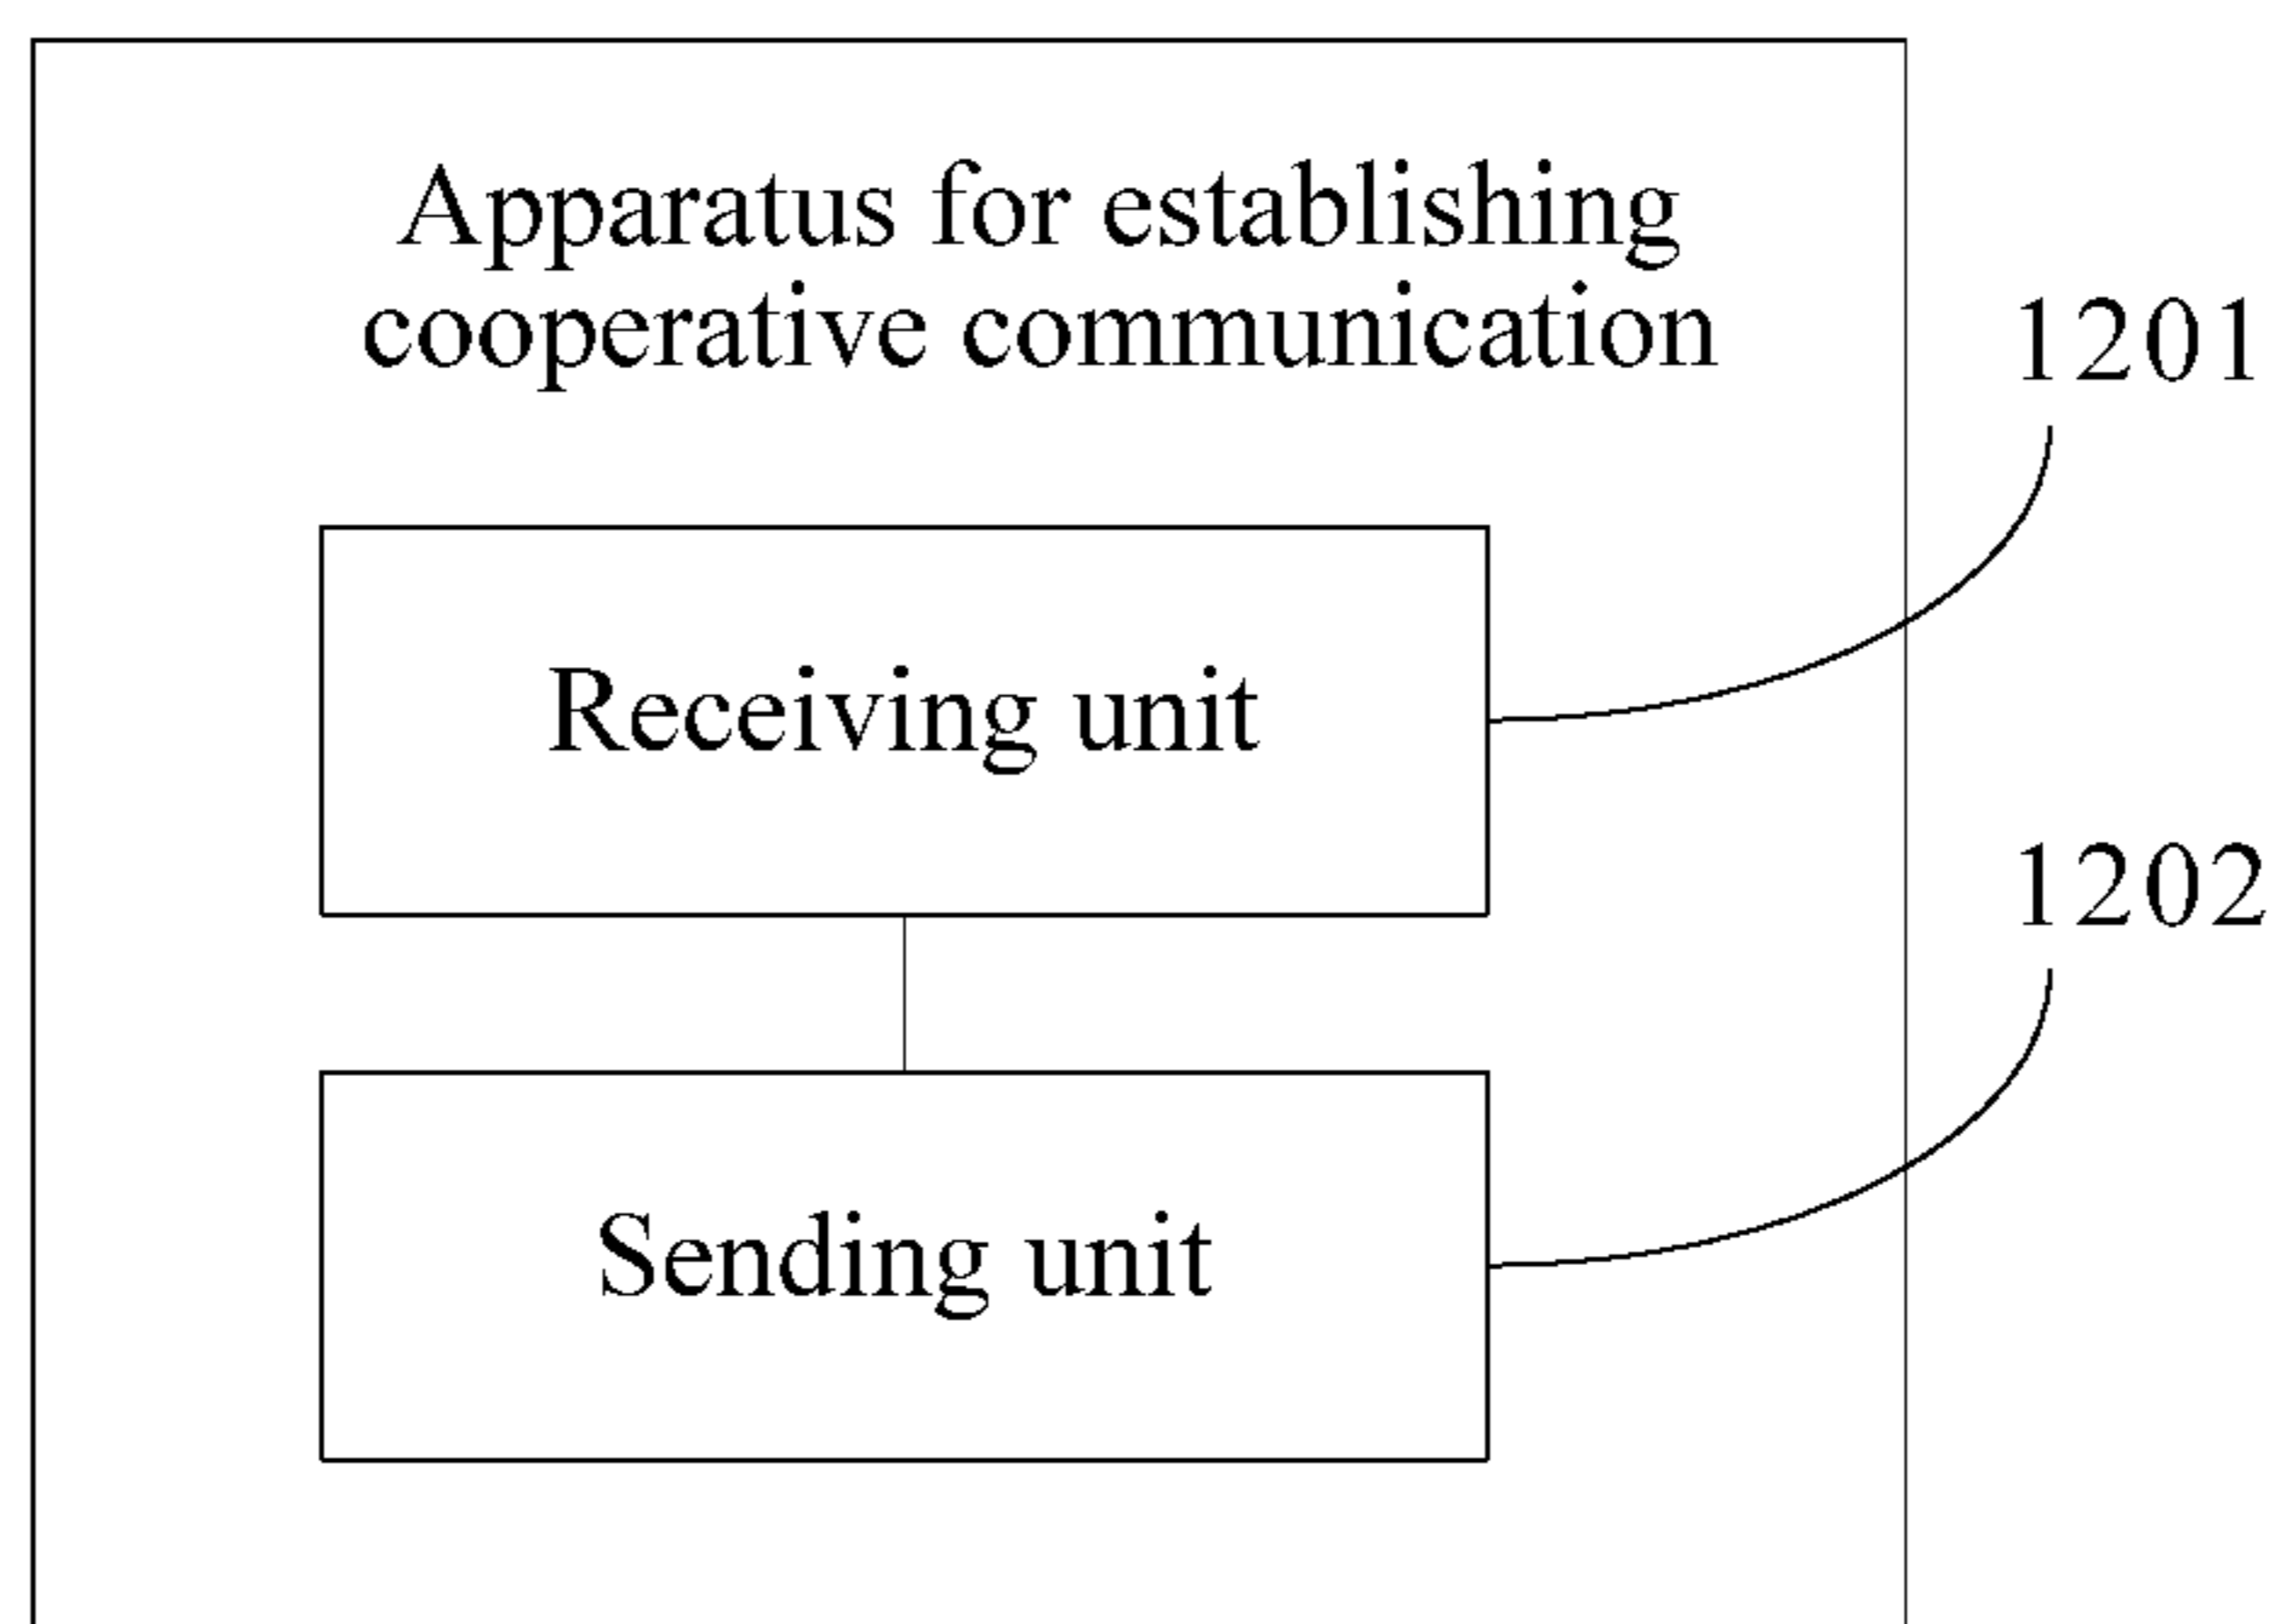 Apparatus for establishing
cooperative communication
1201
Receiving unit
1202
Sending unit